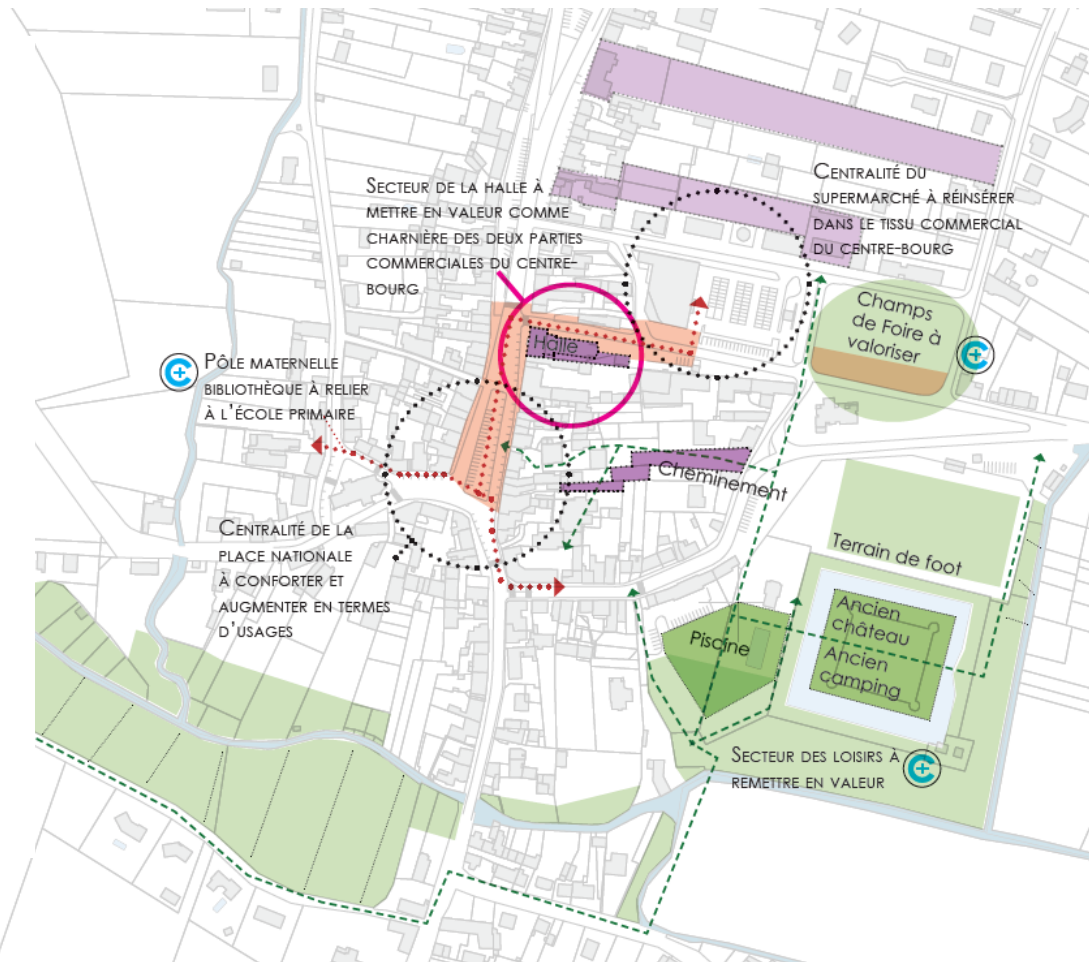 Secteur de la halle à
mettre en valeur comme
charnière des deux parties
commerciales du centre-
bourg
Centralité du
supermarché à réinsérer
dans le tissu commercial
du centre-bourg
Champs
de Foire à
valoriser
Halle
Pôle maternelle
bibliothèque à relier
à l'école primaire
Cheminement
Centralité de la
place nationale
à conforter et
augmenter en termes
d'usages
Terrain de foot
Ancien
château
Ancien
camping
Piscine
Secteur des loisirs à
remettre en valeur